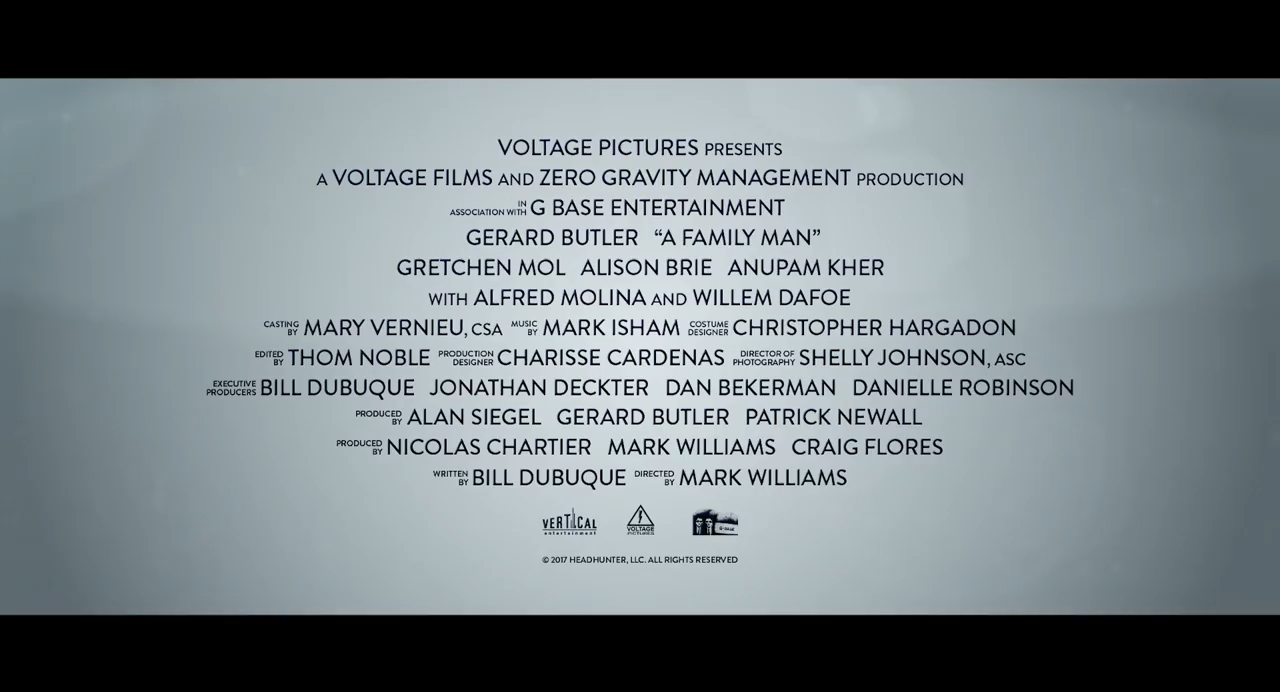 VOLTAGE PICTURES PRESENTS
A VOLTAGE FILMS AND ZERO GRAVITY MANAGEMENT PRODUCTION
IN ASSOCIATION WITH G BASE ENTERTAINMENT
GERARD BUTLER “A FAMILY MAN”
GRETCHEN MOL ALISON BRIE ANUPAM KHER
WITH ALFRED MOLINA AND WILLEM DAFOE
CASTING BY MARY VERNIEU, CSA MUSIC BY MARK ISHAM COSTUME DESIGNER CHRISTOPHER HARGADON
EDITED BY THOM NOBLE PRODUCTION DESIGNER CHARISSE CARDENAS DIRECTOR OF PHOTOGRAPHY SHELLY JOHNSON, ASC
EXECUTIVE PRODUCERS BILL DUBUQUE JONATHAN DECKTER DAN BEKERMAN DANIELLE ROBINSON
PRODUCED BY ALAN SIEGEL GERARD BUTLER PATRICK NEWALL
PRODUCED BY NICOLAS CHARTIER MARK WILLIAMS CRAIG FLORES
WRITTEN BY BILL DUBUQUE DIRECTED BY MARK WILLIAMS
VERTICAL entertainment VOLTAGE PICTURES G-BASE
© 2017 HEADHUNTER, LLC. ALL RIGHTS RESERVED